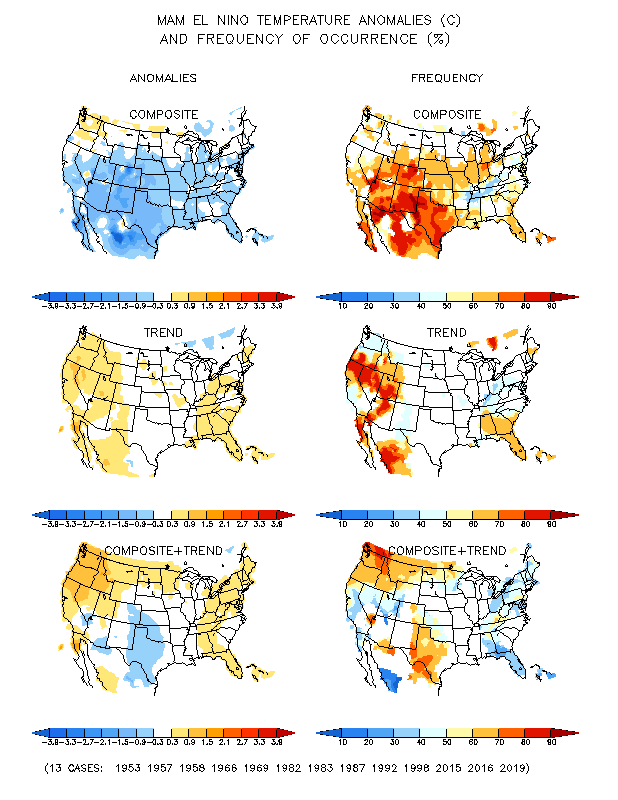 MAM EL NINO TEMPERATURE ANOMALIES (C)
AND FREQUENCY OF OCCURRENCE (%)
ANOMALIES FREQUENCY
COMPOSITE COMPOSITE
-3.9 -3.3 -2.7 -2.1 -1.5 -0.9 -0.3 0.3 0.9 1.5 2.1 2.7 3.3 3.9
10 20 30 40 50 60 70 80 90
TREND TREND
-3.9 -3.3 -2.7 -2.1 -1.5 -0.9 -0.3 0.3 0.9 1.5 2.1 2.7 3.3 3.9
10 20 30 40 50 60 70 80 90
COMPOSITE+TREND COMPOSITE+TREND
-3.9 -3.3 -2.7 -2.1 -1.5 -0.9 -0.3 0.3 0.9 1.5 2.1 2.7 3.3 3.9
10 20 30 40 50 60 70 80 90
(13 CASES: 1953 1957 1958 1966 1969 1982 1983 1987 1992 1998 2015 2016 2019)